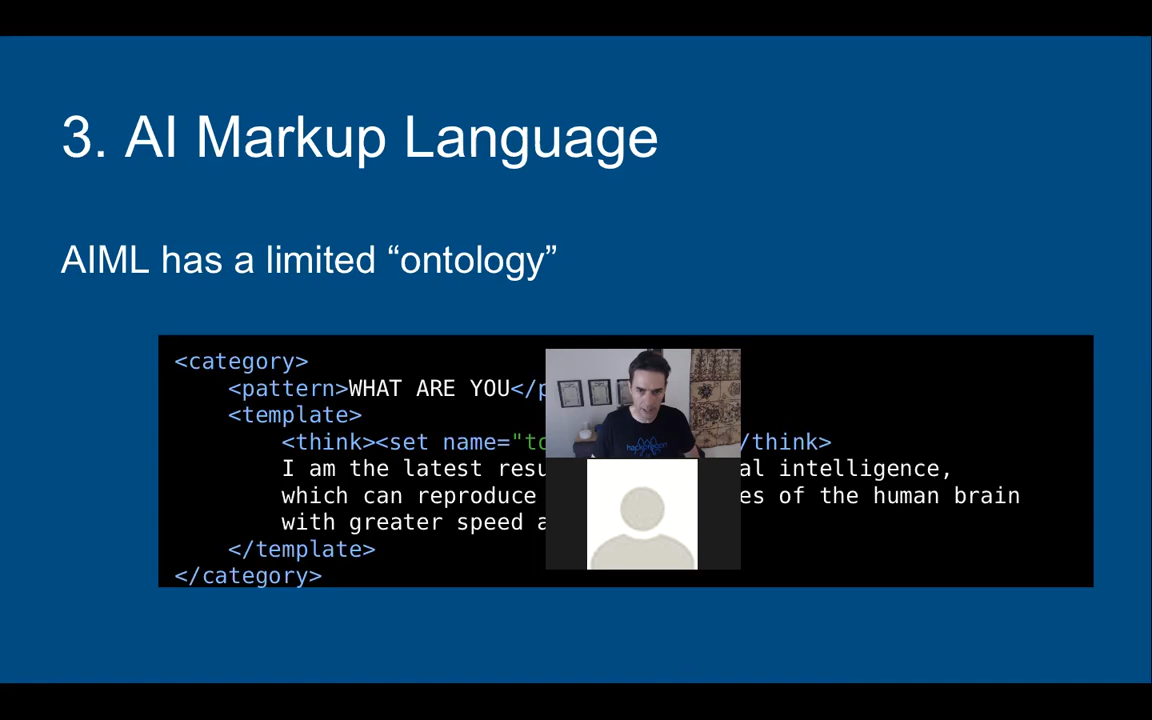 3. AI Markup Language
AIML has a limited “ontology”
<category>
<pattern>WHAT ARE YOU</p
<template>
<think><set name="to /think>
I am the latest resu al intelligence,
which can reproduce es of the human brain
with greater speed a
</template>
</category>